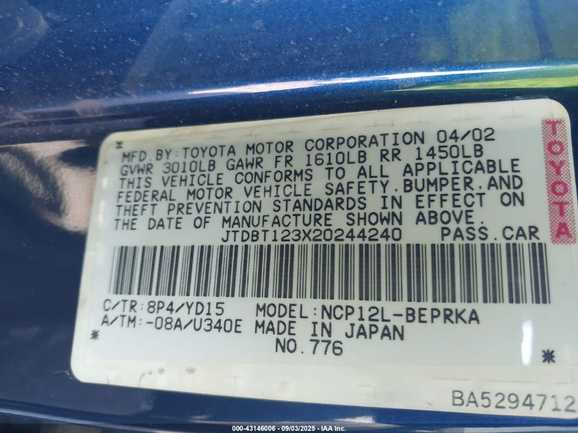 MFD.BY:TOYOTA MOTOR CORPORATION 04/02
GVWR 3010LB GAWR FR 1610LB RR 1450LB
THIS VEHICLE CONFORMS TO ALL APPLICABLE
FEDERAL MOTOR VEHICLE SAFETY.BUMPER.AND
THEFT PREVENTION STANDARDS IN EFFECT ON
THE DATE OF MANUFACTURE SHOWN ABOVE.
JTDBT123X20244240 PASS.CAR
TOYOTA
C/TR:8P4/YD15 MODEL:NCP12L-BEPRKA
A/TM:-08A/U340E MADE IN JAPAN
NO.776
BA5294712
000-43146006 - 09/03/2025 - IAA Inc.